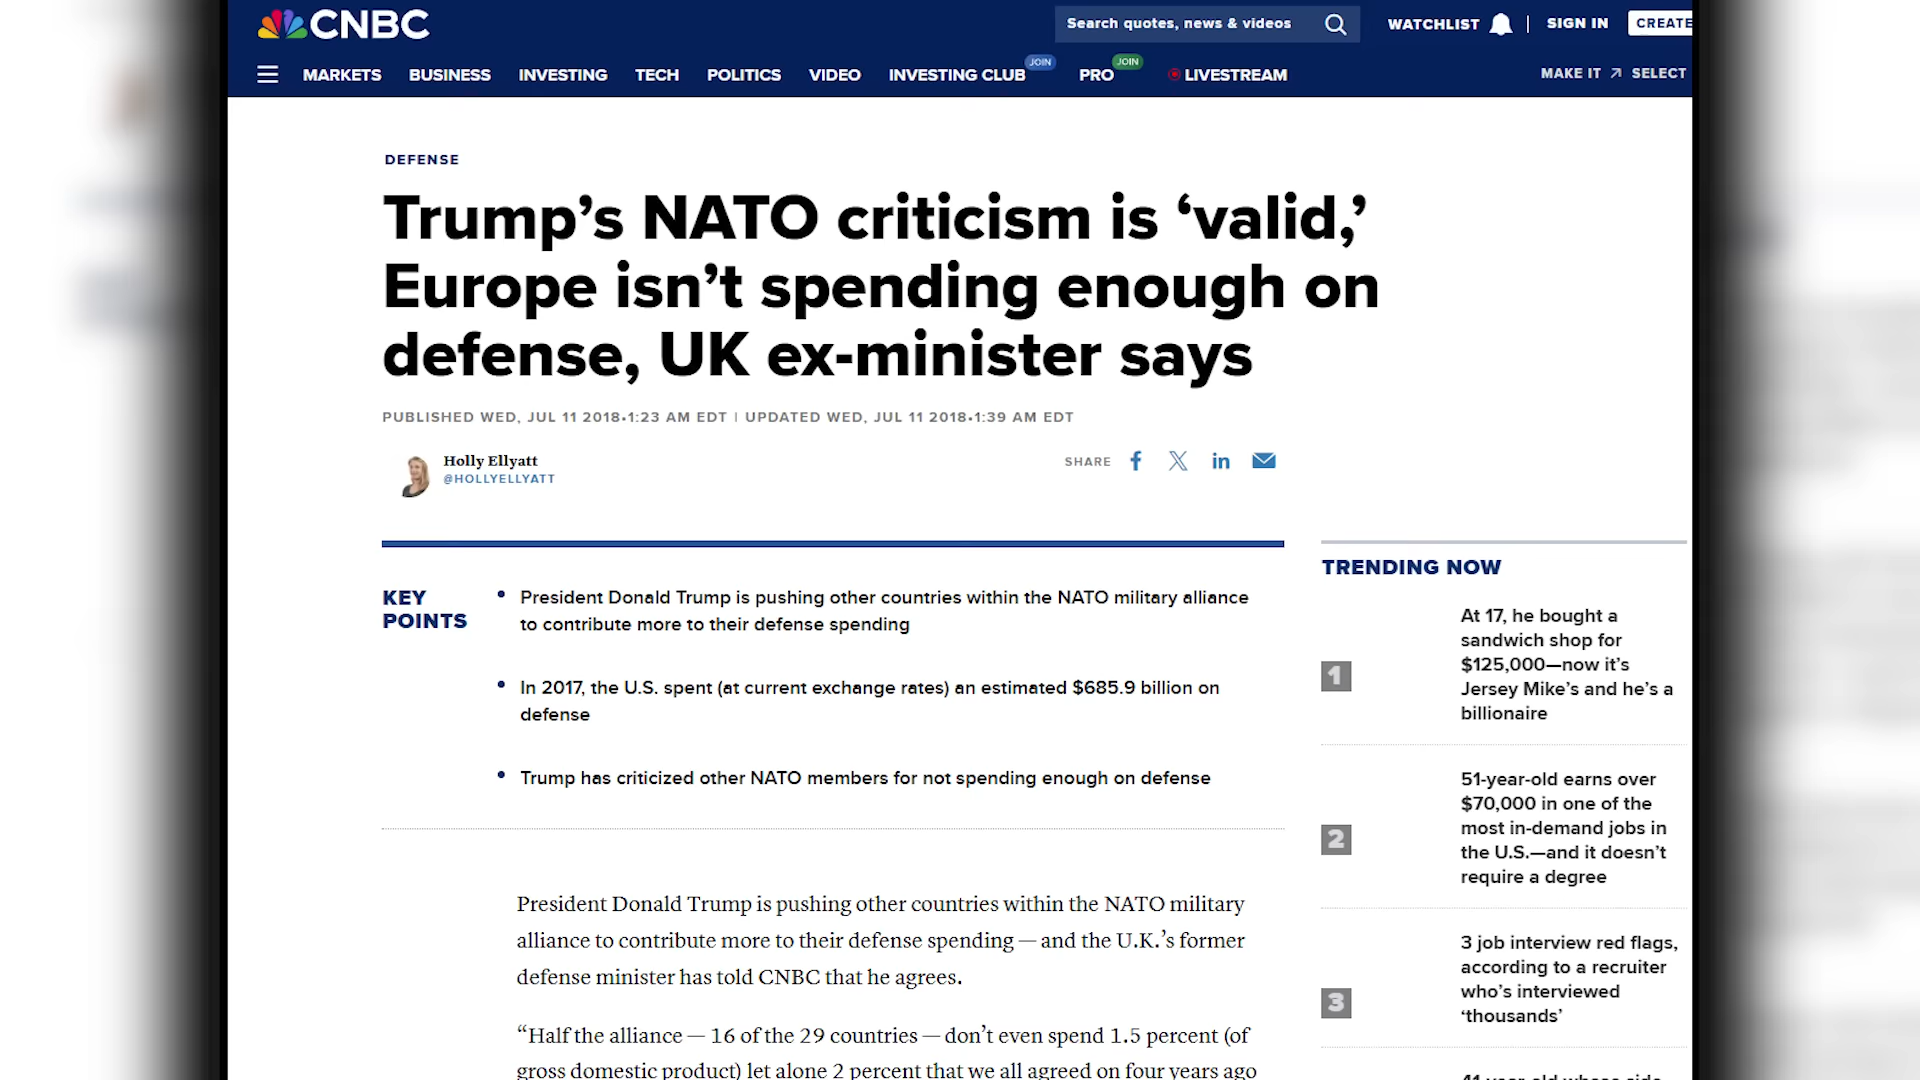 CNBC
Search quotes, news & videos
WATCHLIST
SIGN IN
CREATE
MARKETS
BUSINESS
INVESTING
TECH
POLITICS
VIDEO
INVESTING CLUB
JOIN
PRO
JOIN
LIVESTREAM
MAKE IT
SELECT
DEFENSE
Trump’s NATO criticism is ‘valid,’
Europe isn’t spending enough on
defense, UK ex-minister says
PUBLISHED WED, JUL 11 2018•1:23 AM EDT | UPDATED WED, JUL 11 2018•1:39 AM EDT
Holly Ellyatt
@HOLLYELLYATT
SHARE
KEY
POINTS
• President Donald Trump is pushing other countries within the NATO military alliance
to contribute more to their defense spending
• In 2017, the U.S. spent (at current exchange rates) an estimated $685.9 billion on
defense
• Trump has criticized other NATO members for not spending enough on defense
President Donald Trump is pushing other countries within the NATO military
alliance to contribute more to their defense spending — and the U.K.’s former
defense minister has told CNBC that he agrees.
“Half the alliance — 16 of the 29 countries — don’t even spend 1.5 percent (of
gross domestic product) let alone 2 percent that we all agreed on four years ago
TRENDING NOW
1
At 17, he bought a
sandwich shop for
$125,000—now it’s
Jersey Mike’s and he’s a
billionaire
2
51-year-old earns over
$70,000 in one of the
most in-demand jobs in
the U.S.—and it doesn’t
require a degree
3
3 job interview red flags,
according to a recruiter
who’s interviewed
‘thousands’